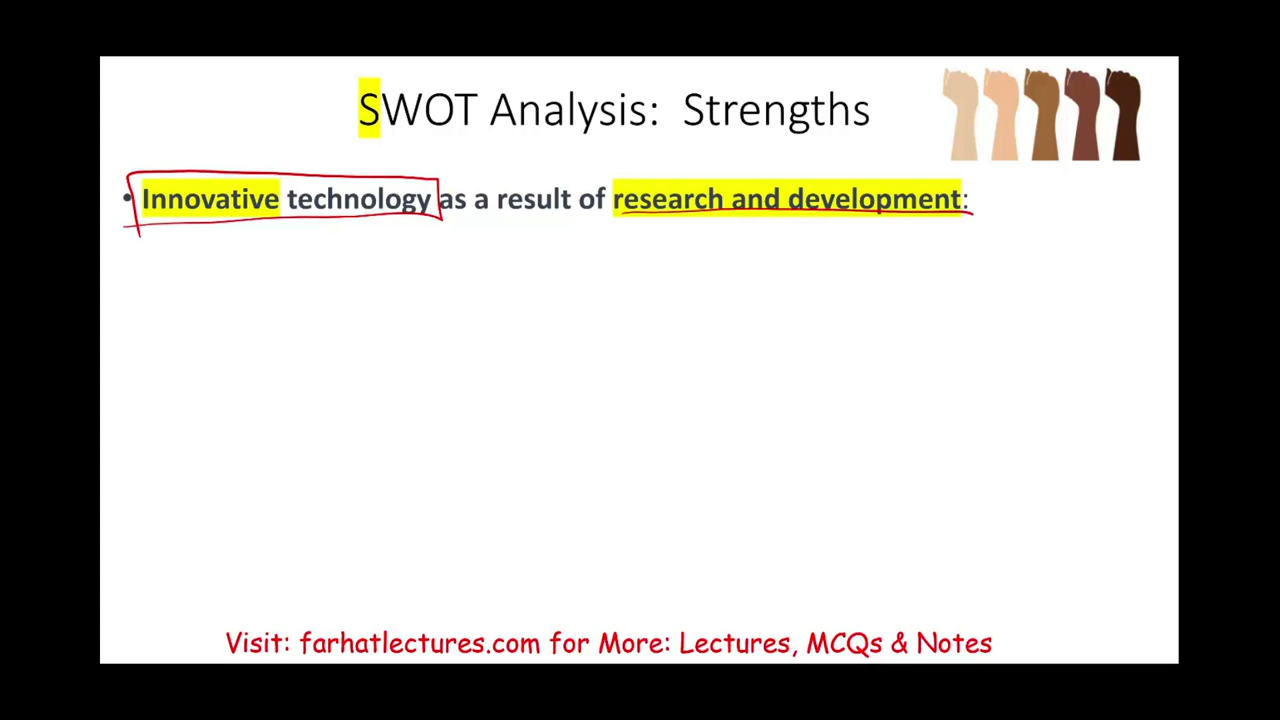 SWOT Analysis: Strengths
• Innovative technology as a result of research and development:
Visit: farhatlectures.com for More: Lectures, MCQs & Notes